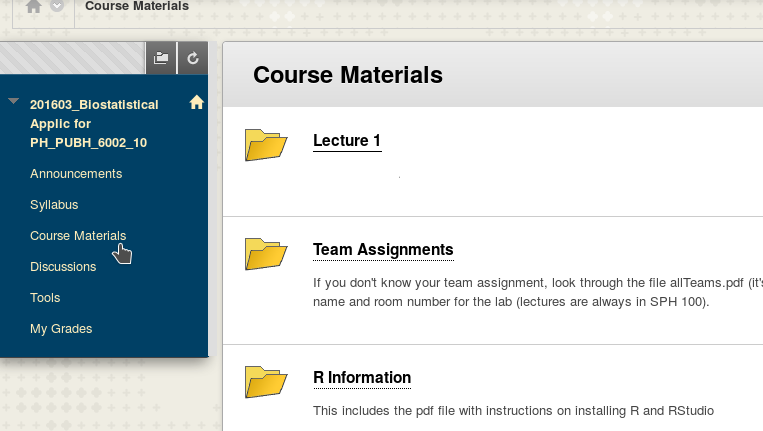 Course Materials
201603_Biostatistical
Applic for
PH_PUBH_6002_10
Announcements
Syllabus
Course Materials
Discussions
Tools
My Grades
Course Materials
Lecture 1
Team Assignments
If you don't know your team assignment, look through the file allTeams.pdf (it's
name and room number for the lab (lectures are always in SPH 100).
R Information
This includes the pdf file with instructions on installing R and RStudio